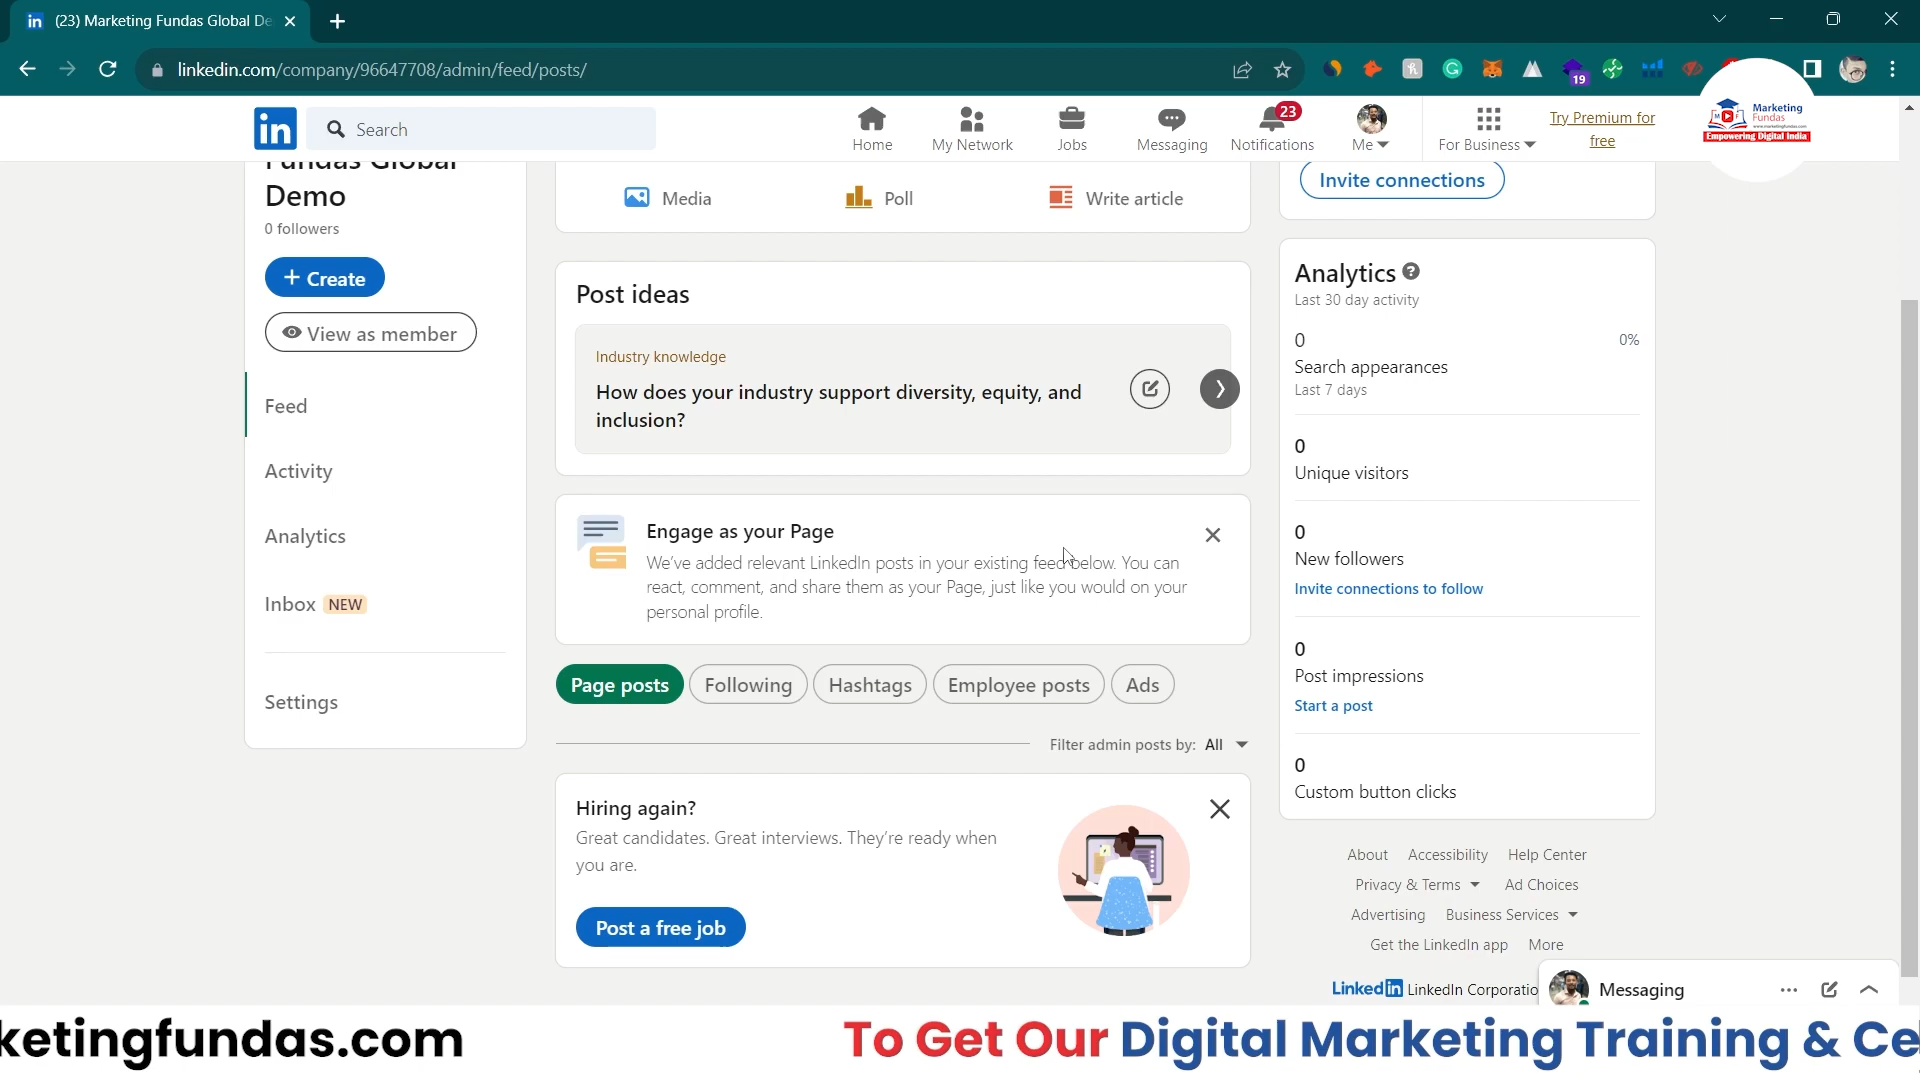 (23) Marketing Fundas Global De
linkedin.com/company/96647708/admin/feed/posts/
19
in
Search
Home
My Network
Jobs
Messaging
23
Notifications
Me
For Business
Try Premium for
free
Marketing
Fundas
www.marketingfundas.com
Empowering Digital India
Fundas Global
Demo
0 followers
+ Create
View as member
Feed
Activity
Analytics
Inbox NEW
Settings
Media
Poll
Write article
Post ideas
Industry knowledge
How does your industry support diversity, equity, and
inclusion?
Engage as your Page
We've added relevant LinkedIn posts in your existing feed below. You can
react, comment, and share them as your Page, just like you would on your
personal profile.
Page posts
Following
Hashtags
Employee posts
Ads
Filter admin posts by: All
Hiring again?
Great candidates. Great interviews. They're ready when
you are.
Post a free job
Invite connections
Analytics
Last 30 day activity
0
0%
Search appearances
Last 7 days
0
Unique visitors
0
New followers
Invite connections to follow
0
Post impressions
Start a post
0
Custom button clicks
About Accessibility Help Center
Privacy & Terms Ad Choices
Advertising Business Services
Get the LinkedIn app More
LinkedIn LinkedIn Corporatio
Messaging
ketingfundas.com
To Get Our Digital Marketing Training & Ce